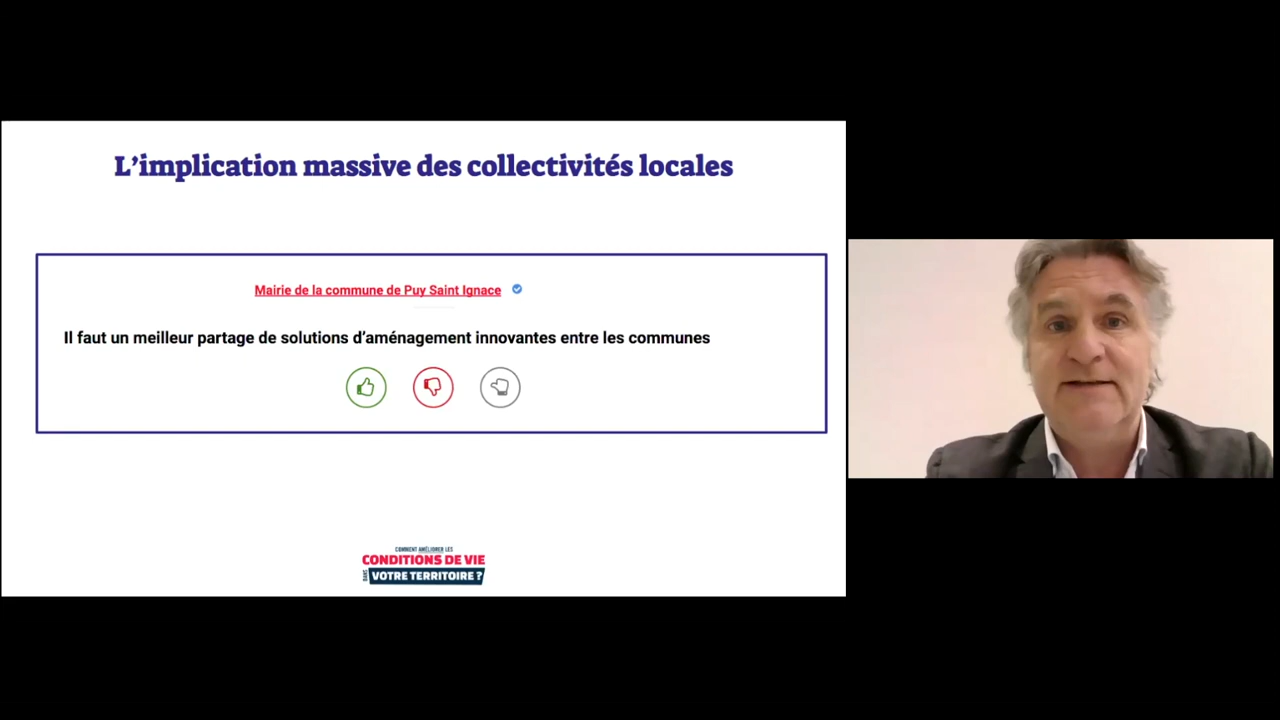 L'implication massive des collectivités locales
Mairie de la commune de Puy Saint Ignace
Il faut un meilleur partage de solutions d'aménagement innovantes entre les communes
COMMENT AMÉLIORER LES
CONDITIONS DE VIE
DANS VOTRE TERRITOIRE ?